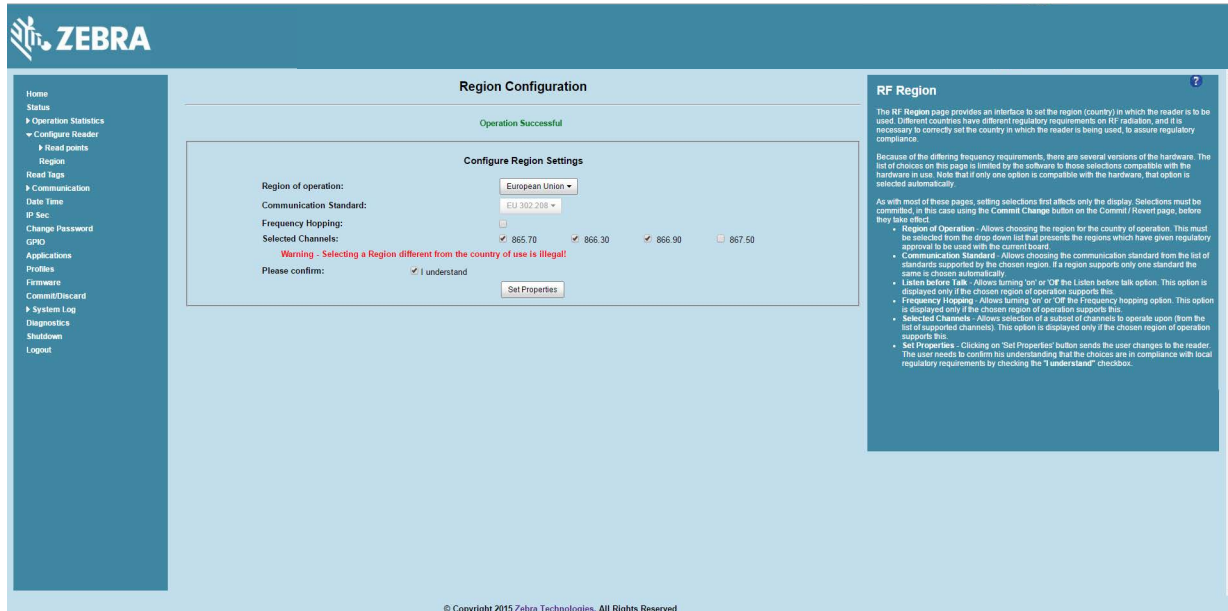 ZEBRA
Home
Status
Operation Statistics
Configure Reader
Read points
Region
Read Tags
Communication
Date Time
IP Sec
Change Password
GPIO
Applications
Profiles
Firmware
Commit/Discard
System Log
Diagnostics
Shutdown
Logout
Region Configuration
Operation Successful
Configure Region Settings
Region of operation: European Union
Communication Standard: EU 302.208
Frequency Hopping:
Selected Channels: 865.70 866.30 866.90 867.50
Warning - Selecting a Region different from the country of use is illegal!
Please confirm: I understand
Set Properties
?
RF Region
The RF Region page provides an interface to set the region (country) in which the reader is to be
used. Different countries have different regulatory requirements on RF radiation, and it is
necessary to correctly set the country in which the reader is being used, to assure regulatory
compliance.
Because of the differing frequency requirements, there are several versions of the hardware. The
list of choices on this page is limited by the software to those selections compatible with the
hardware in use. Note that if only one option is compatible with the hardware, that option is
selected automatically.
As with most of these pages, setting selections first affects only the display. Selections must be
committed, in this case using the Commit Change button on the Commit / Revert page, before
they take effect.
• Region of Operation - Allows choosing the region for the country of operation. This must
be selected from the drop down list that presents the regions which have given regulatory
approval to be used with the current board.
• Communication Standard - Allows choosing the communication standard from the list of
standards supported by the chosen region. If a region supports only one standard the
same is chosen automatically.
• Listen before Talk - Allows turning 'on' or 'Off' the Listen before talk option. This option is
displayed only if the chosen region of operation supports this.
• Frequency Hopping - Allows turning 'on' or 'Off' the Frequency hopping option. This option
is displayed only if the chosen region of operation supports this.
• Selected Channels - Allows selection of a subset of channels to operate upon (from the
list of supported channels). This option is displayed only if the chosen region of operation
supports this.
• Set Properties - Clicking on 'Set Properties' button sends the user changes to the reader.
The user needs to confirm his understanding that the choices are in compliance with local
regulatory requirements by checking the "I understand" checkbox.
© Copyright 2015 Zebra Technologies. All Rights Reserved